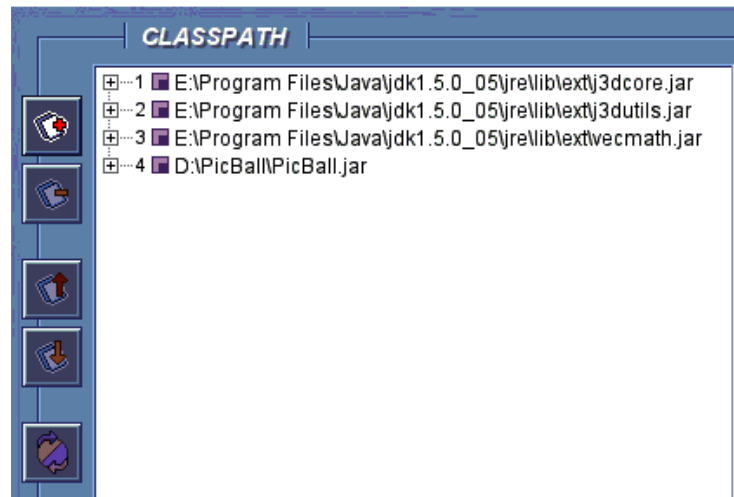 CLASSPATH
1 E:\Program Files\Java\jdk1.5.0_05\jre\lib\ext\j3dcore.jar
2 E:\Program Files\Java\jdk1.5.0_05\jre\lib\ext\j3dutils.jar
3 E:\Program Files\Java\jdk1.5.0_05\jre\lib\ext\vecmath.jar
4 D:\PicBall\PicBall.jar